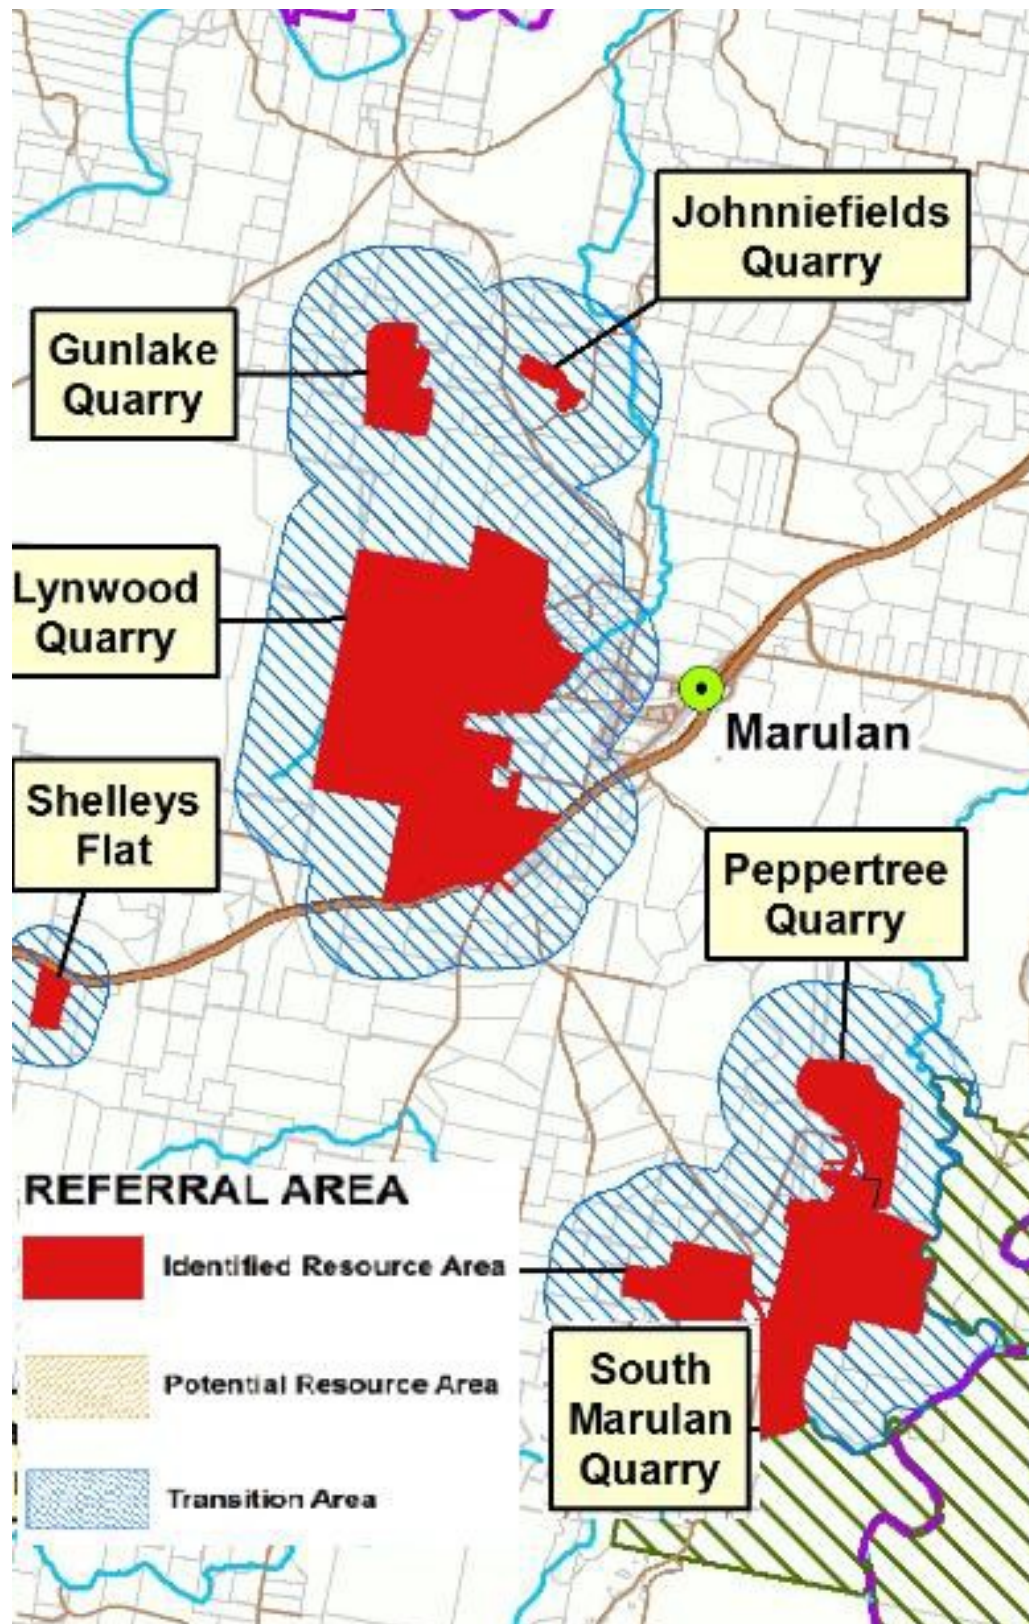 Johnniefields
Quarry
Gunlake
Quarry
Lynwood
Quarry
Marulan
Shelleys
Flat
Peppertree
Quarry
REFERRAL AREA
Identified Resource Area
Potential Resource Area
Transition Area
South
Marulan
Quarry